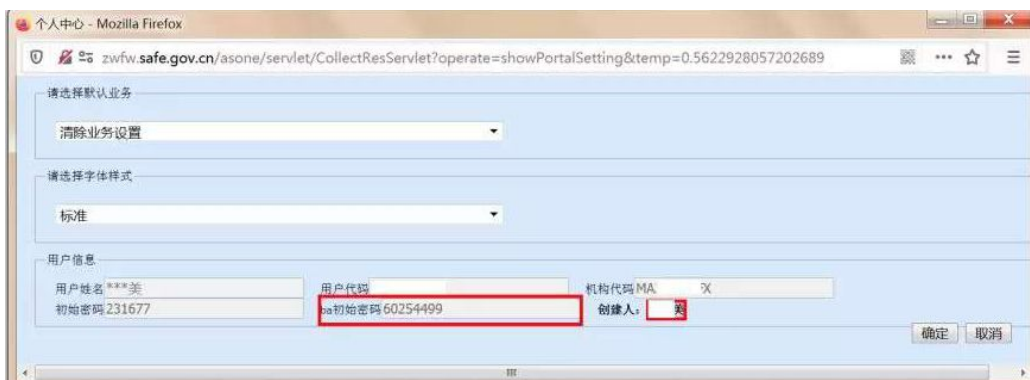 个人中心 - Mozilla Firefox
zwfw.safe.gov.cn/asone/servlet/CollectResServlet?operate=showPortalSetting&temp=0.5622928057202689
请选择默认业务
清除业务设置
请选择字体样式
标准
用户信息
用户姓名 ***美 用户代码 机构代码 MA
初始密码 231677 ba初始密码 60254499 创建人:
确定 取消